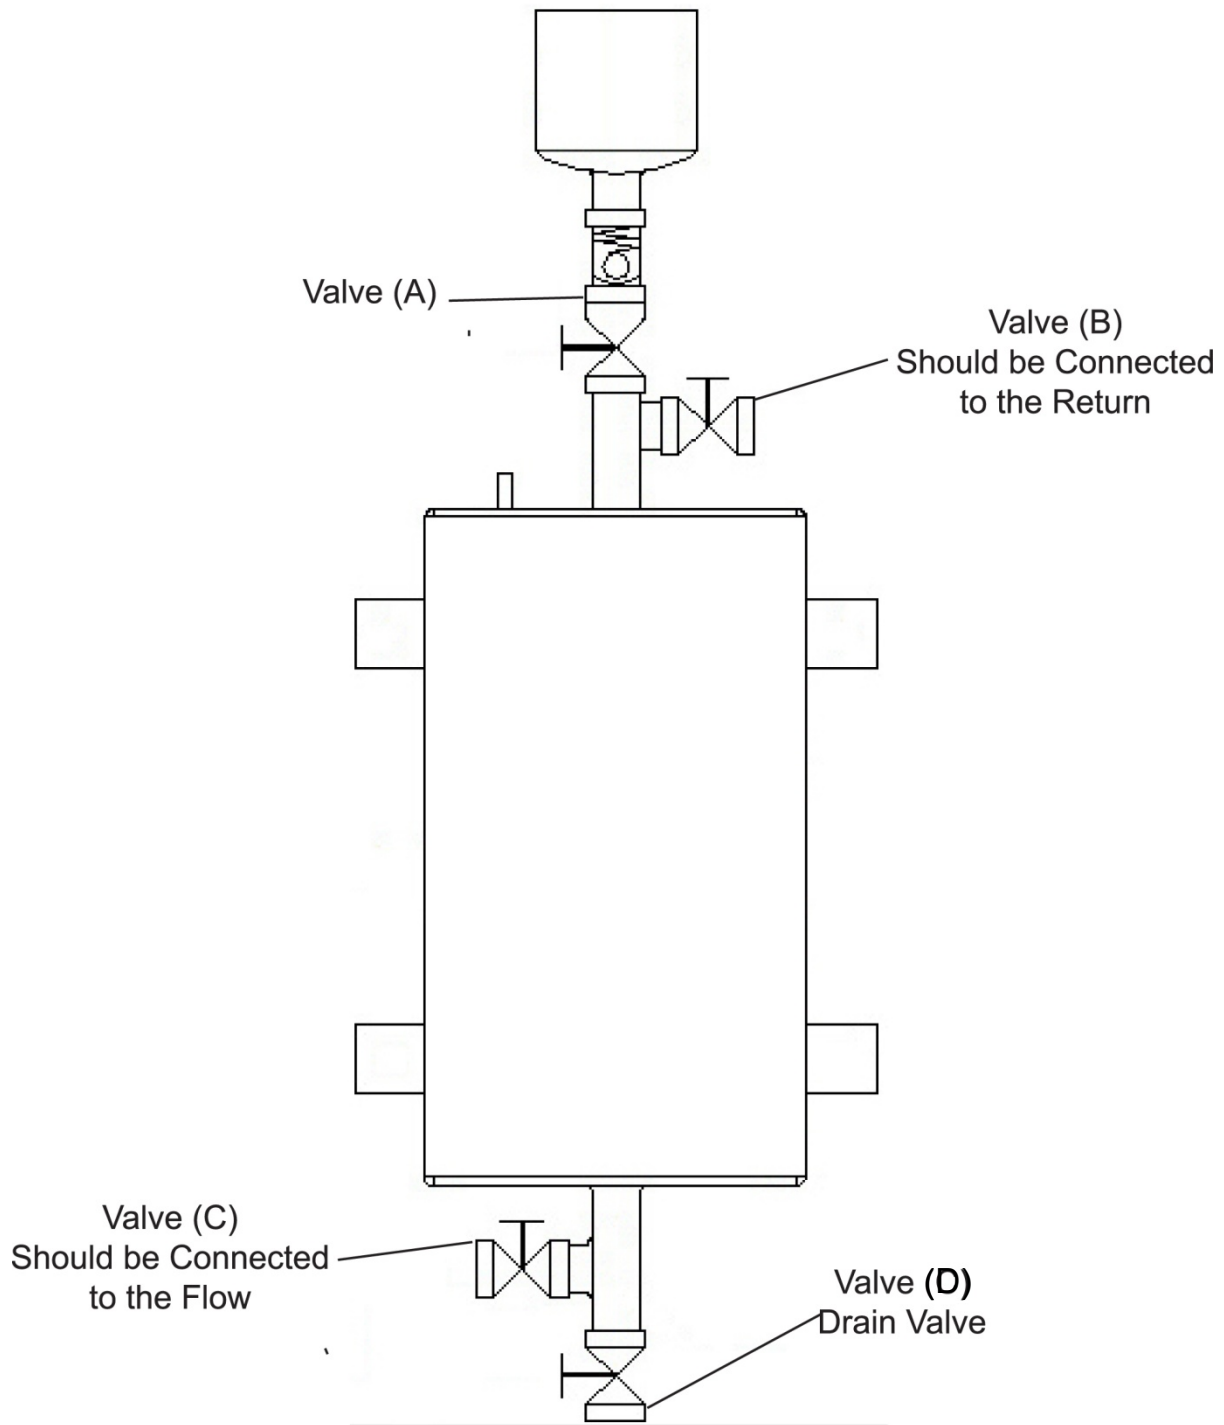 Valve (A)
Valve (B)
Should be Connected
to the Return
Valve (C)
Should be Connected
to the Flow
Valve (D)
Drain Valve